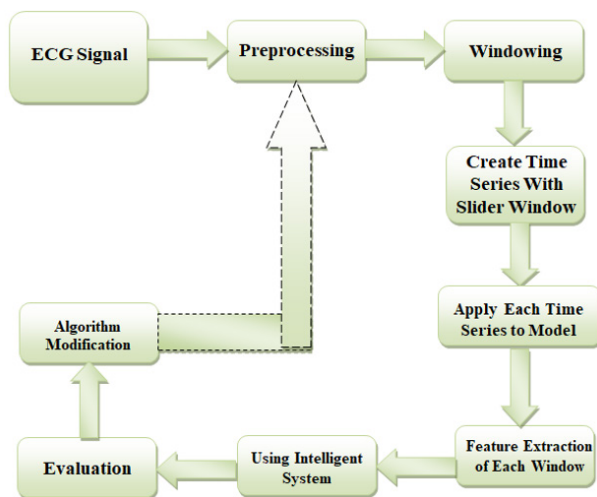 ECG Signal
Preprocessing
Windowing
Create Time
Series With
Slider Window
Apply Each Time
Series to Model
Feature Extraction
of Each Window
Using Intelligent
System
Evaluation
Algorithm
Modification